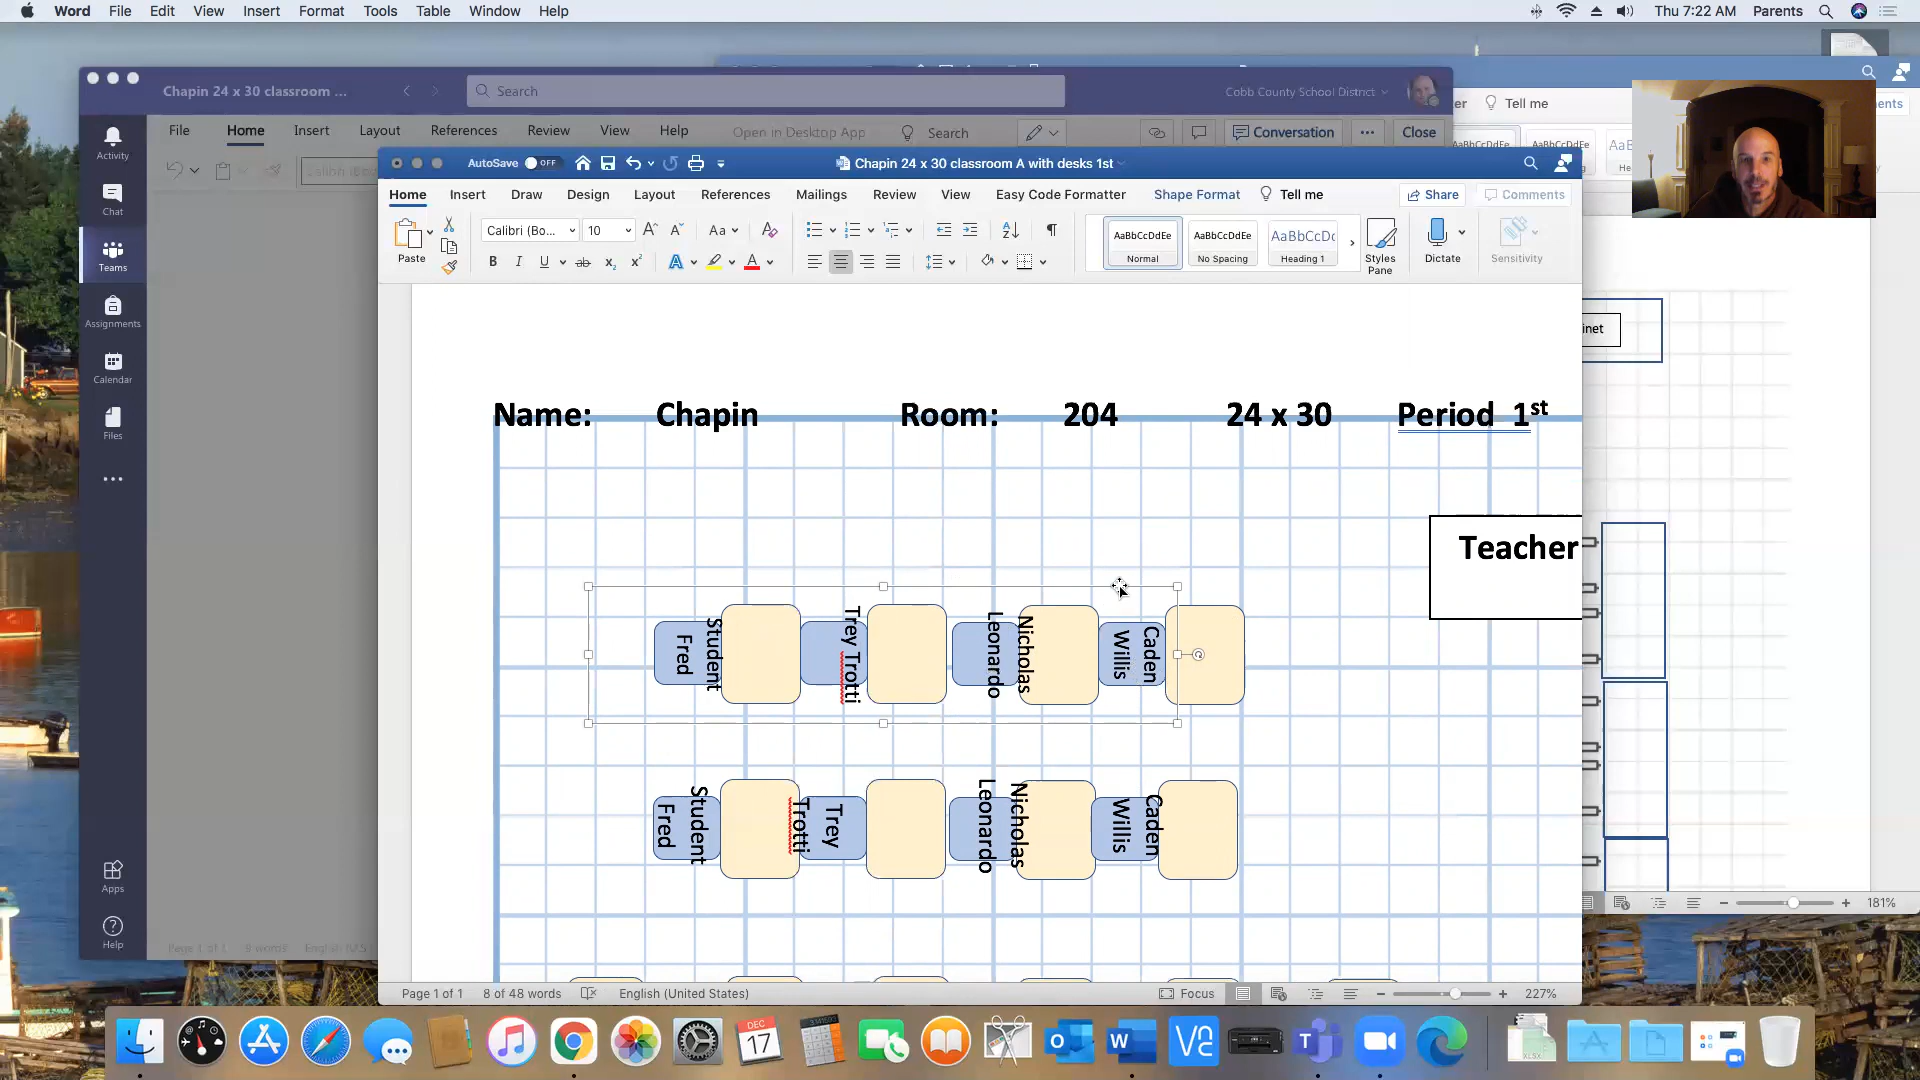 Word File Edit View Insert Format Tools Table Window Help
Thu 7:22 AM Parents
Chapin 24 x 30 classroom ...
Search
Cobb County School District
File Home Insert Layout References Review View Help Open in Desktop App Search Conversation ... Close
Tell me
AutoSave OFF
Chapin 24 x 30 classroom A with desks 1st
Home Insert Draw Design Layout References Mailings Review View Easy Code Formatter Shape Format Tell me
Share Comments
Paste
Calibri (Bo... 10
AaBbCcDdEe
Normal
AaBbCcDdEe
No Spacing
AaBbCcDc
Heading 1
Styles Pane
Dictate
Sensitivity
Activity
Chat
Teams
Assignments
Calendar
Files
Apps
Help
Name: Chapin Room: 204 24 x 30 Period 1st
Teacher
inet
Student
Fred
Trey Trotti
Nicholas
Leonardo
Caden
Willis
Student
Fred
Trey
Trotti
Nicholas
Leonardo
Caden
Willis
Page 1 of 1 8 of 48 words English (United States)
Focus
227%
181%
DEC
17
XLSX